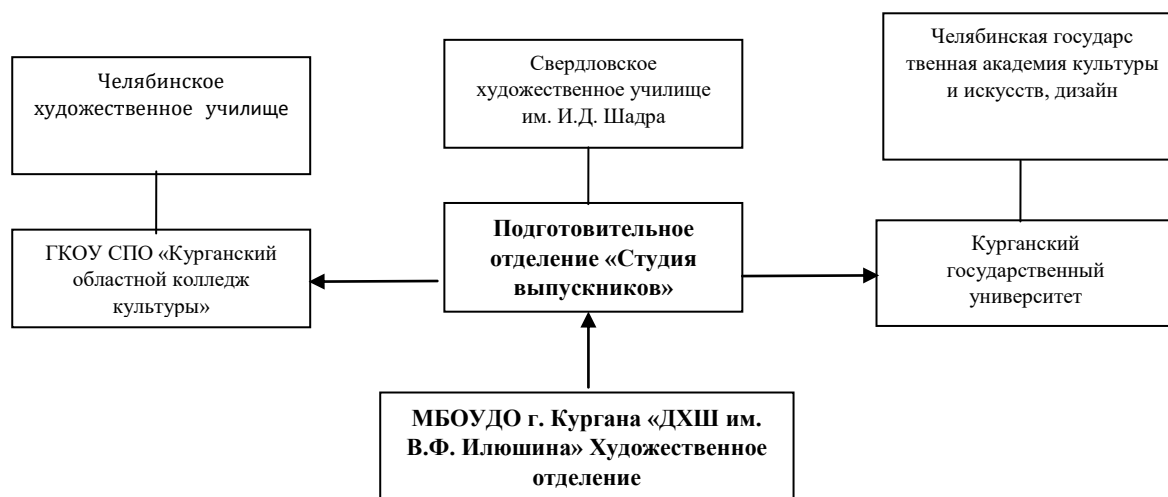 Челябинское
художественное училище
Свердловское
художественное училище
им. И.Д. Шадра
Челябинская государс
твенная академия культуры
и искусств, дизайн
ГКОУ СПО «Курганский
областной колледж
культуры»
Подготовительное
отделение «Студия
выпускников»
Курганский
государственный
университет
МБОУДО г. Кургана «ДХШ им.
В.Ф. Илюшина» Художественное
отделение